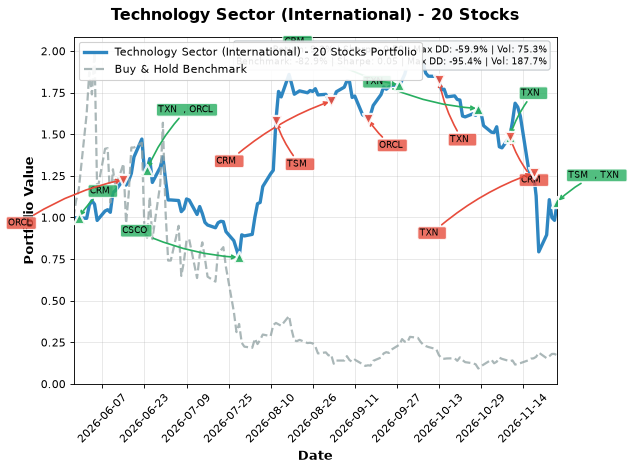 Technology Sector (International) - 20 Stocks
CRM
Technology Sector (International) - 20 Stocks Portfolio
Max DD: -59.9% | Vol: 75.3%
Buy & Hold Benchmark
Benchmark: -82.9% | Sharpe: 0.05 | Max DD: -95.4% | Vol: 187.7%
2.00
1.75
1.50
1.25
1.00
0.75
0.50
0.25
0.00
Portfolio Value
TXN
TXN
TXN , ORCL
TXN
ORCL
CRM
TSM
TSM , TXN
CRM
CRM
ORCL
CSCO
TXN
2026-06-07
2026-06-23
2026-07-09
2026-07-25
2026-08-10
2026-08-26
2026-09-11
2026-09-27
2026-10-13
2026-10-29
2026-11-14
Date